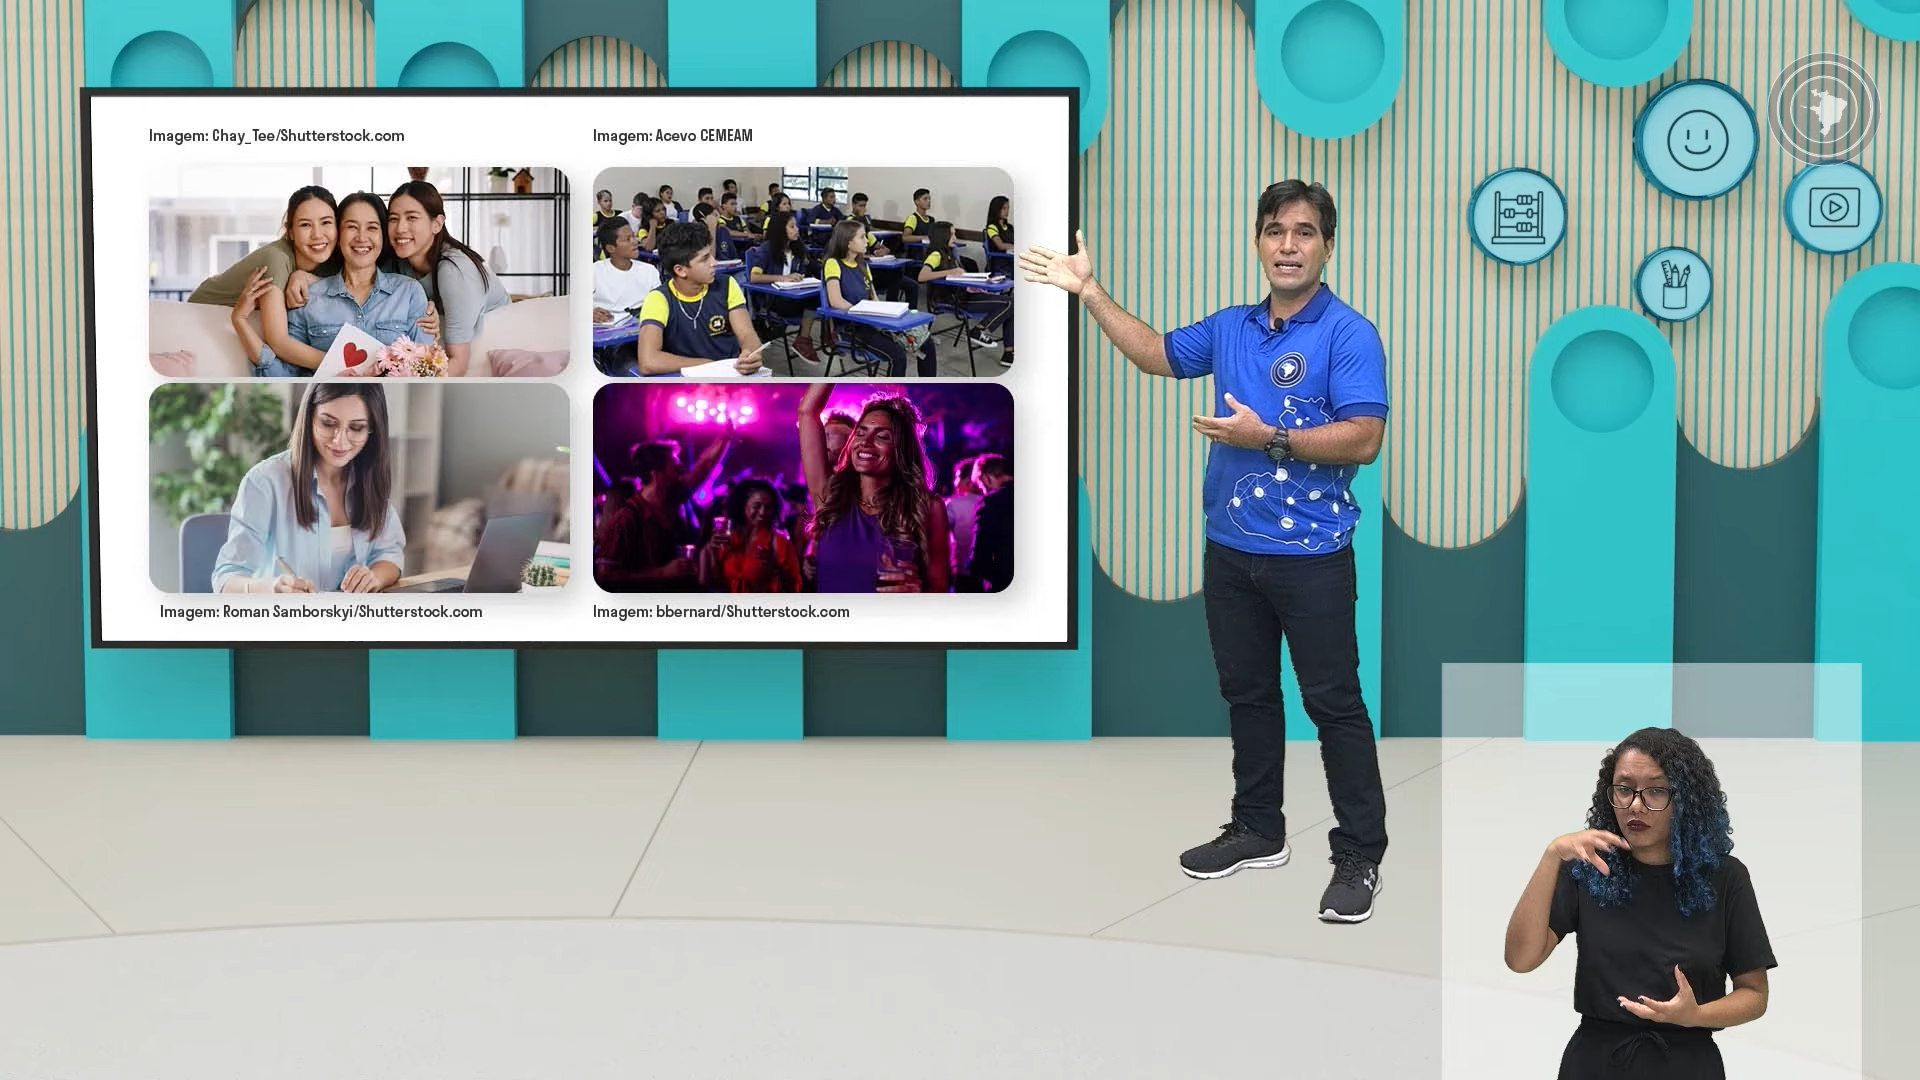 Imagem: Chay_Tee/Shutterstock.com
Imagem: Acevo CEMEAM
Imagem: Roman Samborskyi/Shutterstock.com
Imagem: bbernard/Shutterstock.com